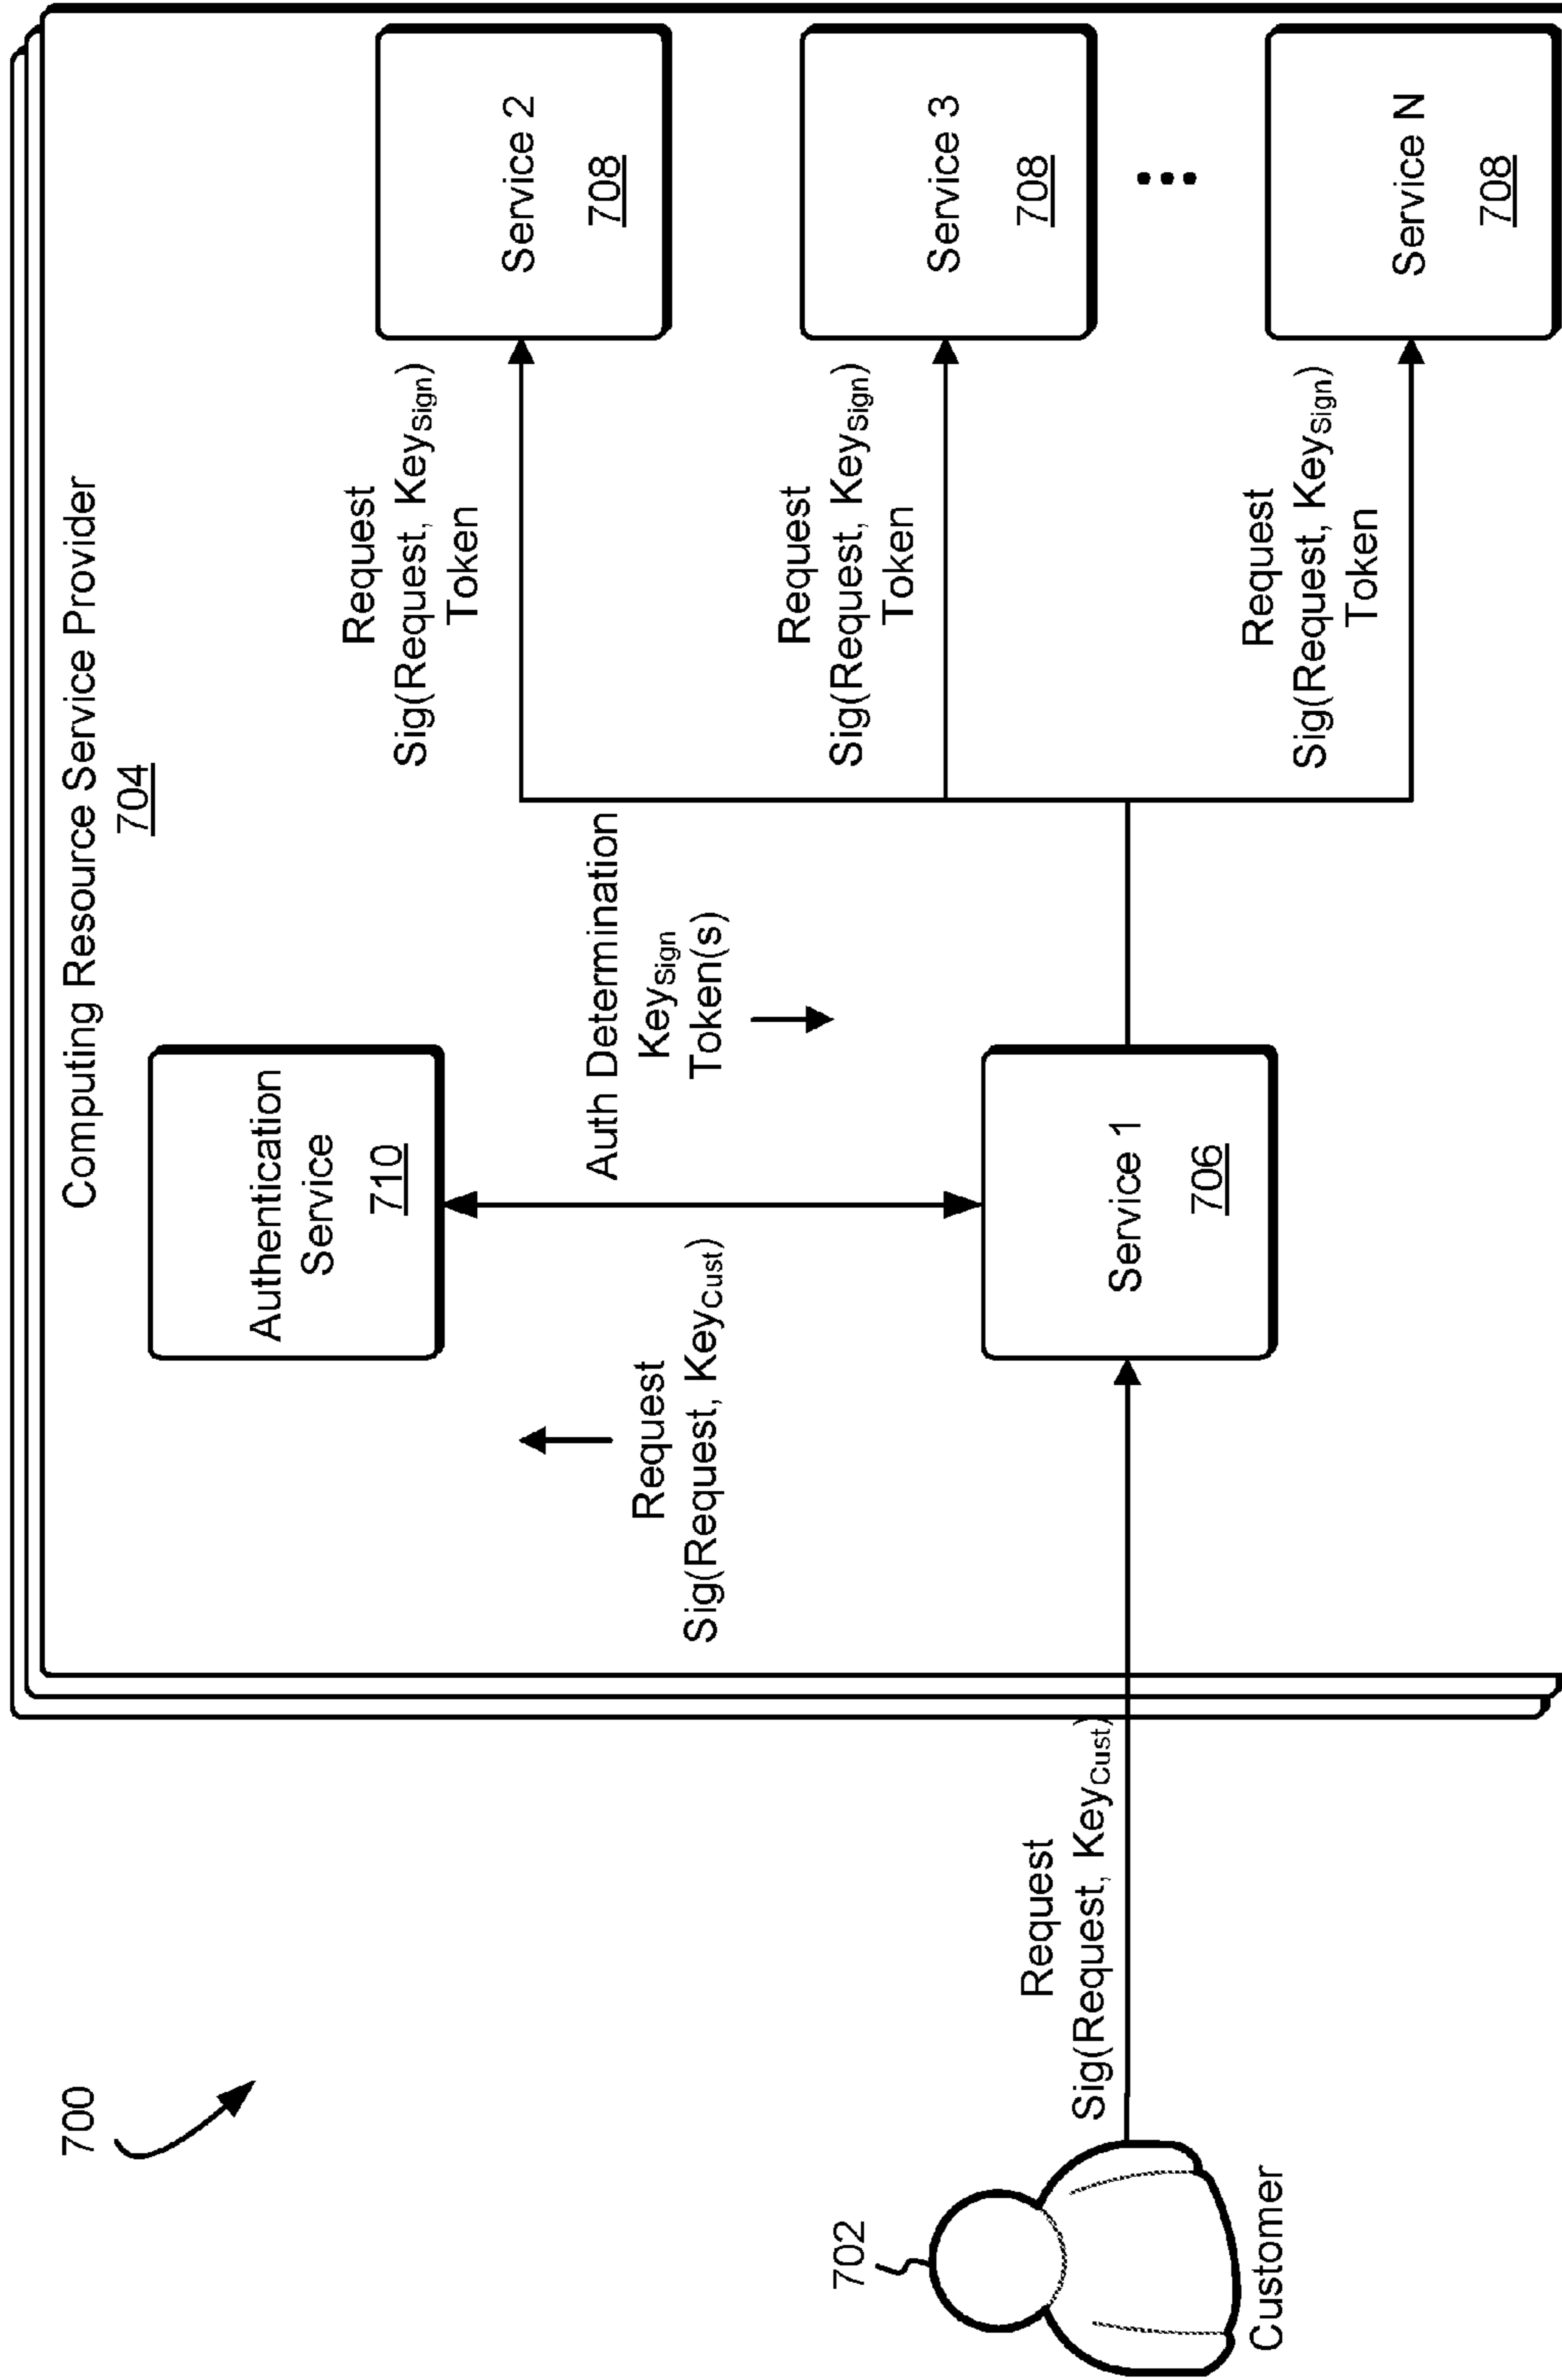 700
Computing Resource Service Provider
704
Authentication
Service
710
Request
Sig(Request, KeyCust)
Auth Determination
KeySign
Token(s)
Request
Sig(Request, KeySign)
Token
Service 2
708
Request
Sig(Request, KeySign)
Token
Service 3
708
Request
Sig(Request, KeySign)
Token
Service N
708
Service 1
706
Request
Sig(Request, KeyCust)
702
Customer